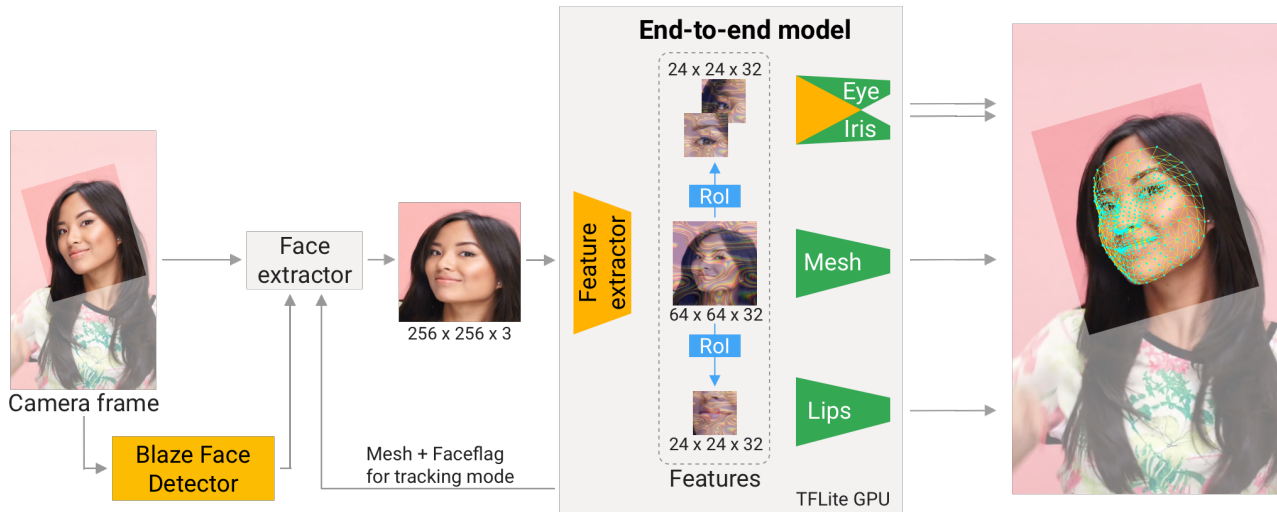 End-to-end model
24 x 24 x 32
Eye
Iris
RoI
Face
extractor
Feature
extractor
Mesh
64 x 64 x 32
256 x 256 x 3
RoI
Camera frame
Lips
24 x 24 x 32
Blaze Face
Detector
Mesh + Faceflag
for tracking mode
Features
TFLite GPU